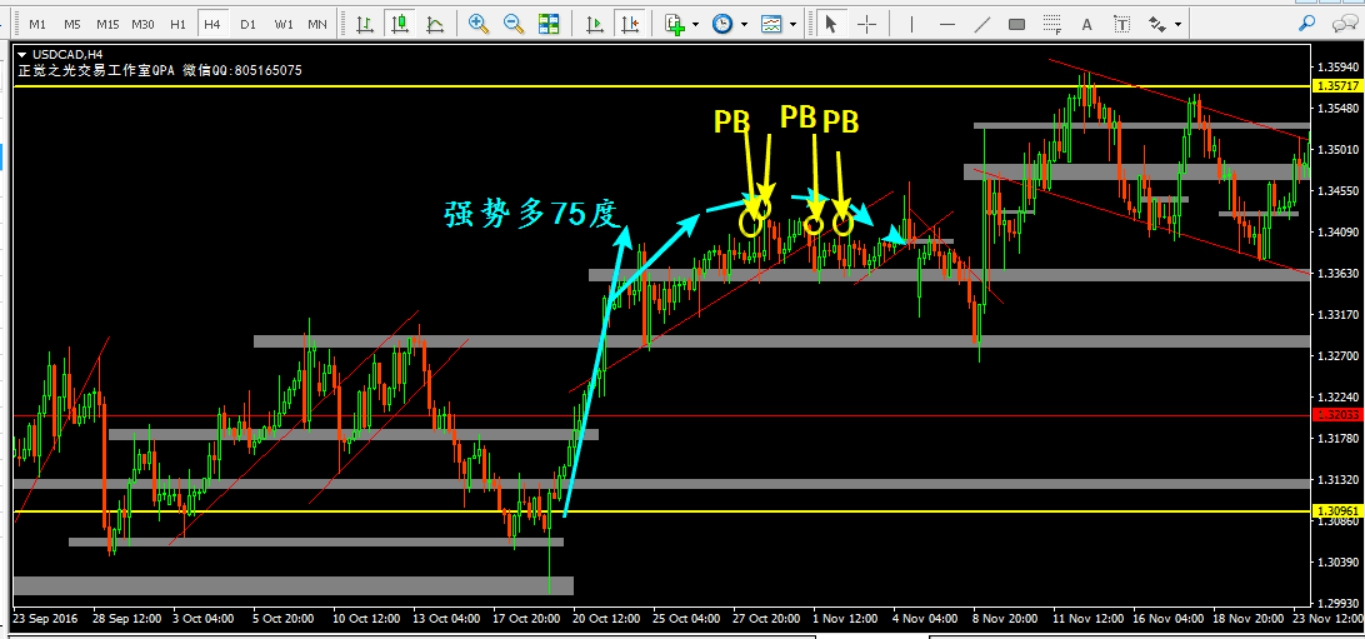 M1 M5 M15 M30 H1 H4 D1 W1 MN
A T
F
USDCAD,H4
正觉之光交易工作室QPA 微信QQ:805165075
1.35940
1.35717
1.35480
PB PB PB
1.35010
1.34550
强势多75度
1.34090
1.33630
1.33170
1.32700
1.32240
1.32033
1.31780
1.31320
1.30961
1.30860
1.30390
1.29930
23 Sep 2016 28 Sep 12:00 3 Oct 04:00 5 Oct 20:00 10 Oct 12:00 13 Oct 04:00 17 Oct 20:00 20 Oct 12:00 25 Oct 04:00 27 Oct 20:00 1 Nov 12:00 4 Nov 04:00 8 Nov 20:00 11 Nov 12:00 16 Nov 04:00 18 Nov 20:00 23 Nov 12:00